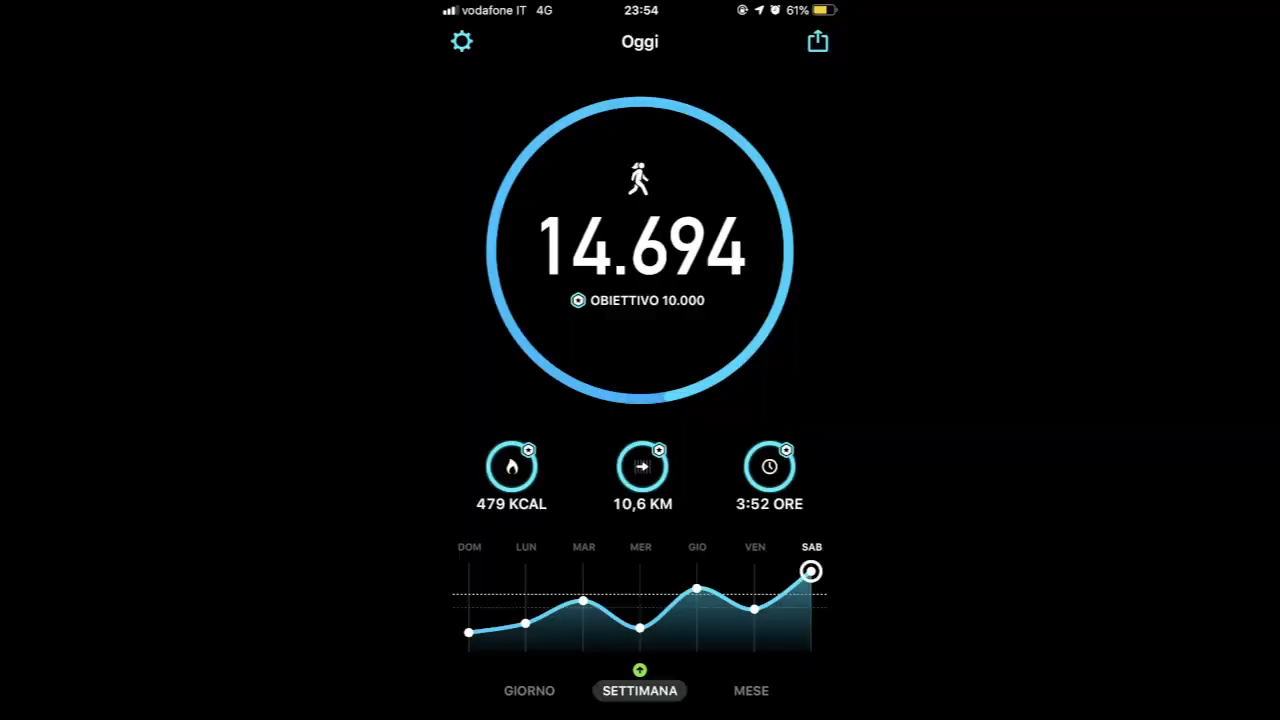 vodafone IT 4G 23:54 61%
Oggi
14.694
OBIETTIVO 10.000
479 KCAL 10,6 KM 3:52 ORE
DOM LUN MAR MER GIO VEN SAB
GIORNO SETTIMANA MESE